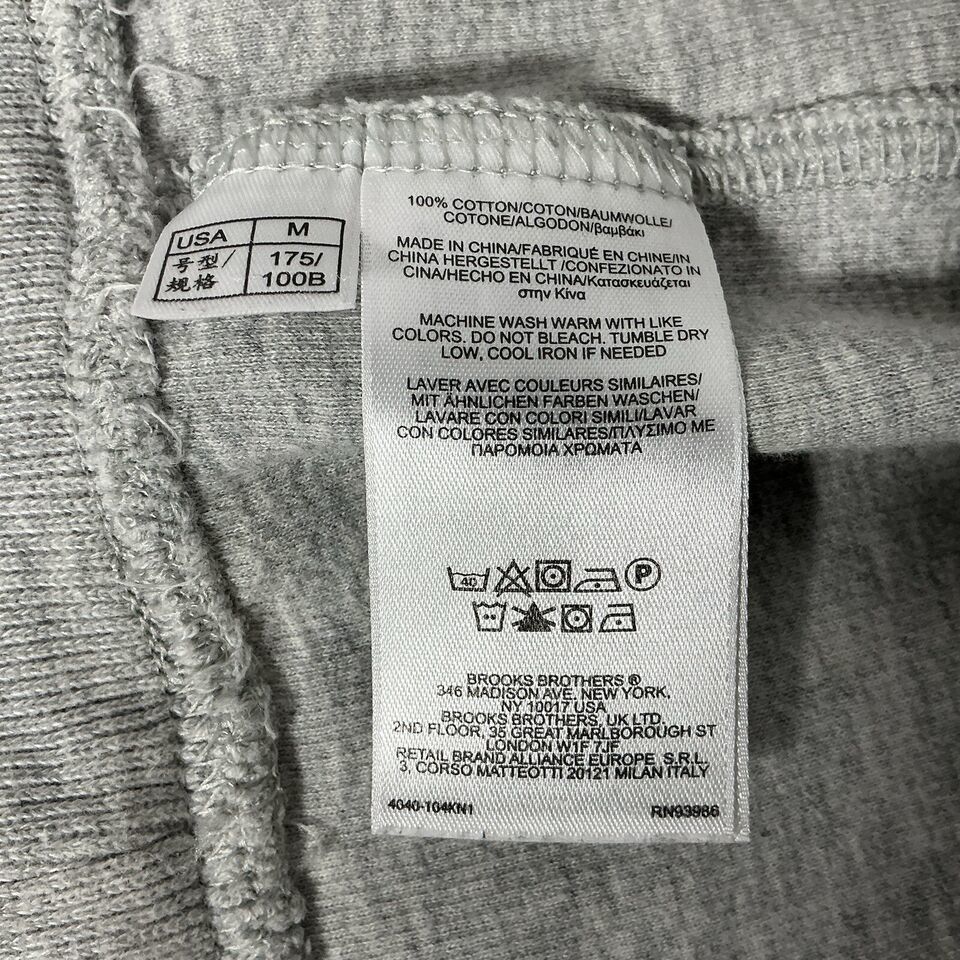 USA M
号型/ 175/
规格 100B
100% COTTON/COTON/BAUMWOLLE/
COTONE/ALGODON/βαμβάκι
MADE IN CHINA/FABRIQUÉ EN CHINE/IN
CHINA HERGESTELLT /CONFEZIONATO IN
CINA/HECHO EN CHINA/Κατασκευάζεται
στην Κίνα
MACHINE WASH WARM WITH LIKE
COLORS. DO NOT BLEACH. TUMBLE DRY
LOW, COOL IRON IF NEEDED
LAVER AVEC COULEURS SIMILAIRES/
MIT ÄHNLICHEN FARBEN WASCHEN/
LAVARE CON COLORI SIMILI/LAVAR
CON COLORES SIMILARES/ΠΛΥΣΙΜΟ ΜΕ
ΠΑΡΟΜΟΙΑ ΧΡΩΜΑΤΑ
40 P
BROOKS BROTHERS ®
346 MADISON AVE. NEW YORK,
NY 10017 USA
BROOKS BROTHERS, UK LTD.
2ND FLOOR, 35 GREAT MARLBOROUGH ST
LONDON W1F 7JF
RETAIL BRAND ALLIANCE EUROPE S.R.L.
3, CORSO MATTEOTTI 20121 MILAN ITALY
4040-104KN1 RN93986